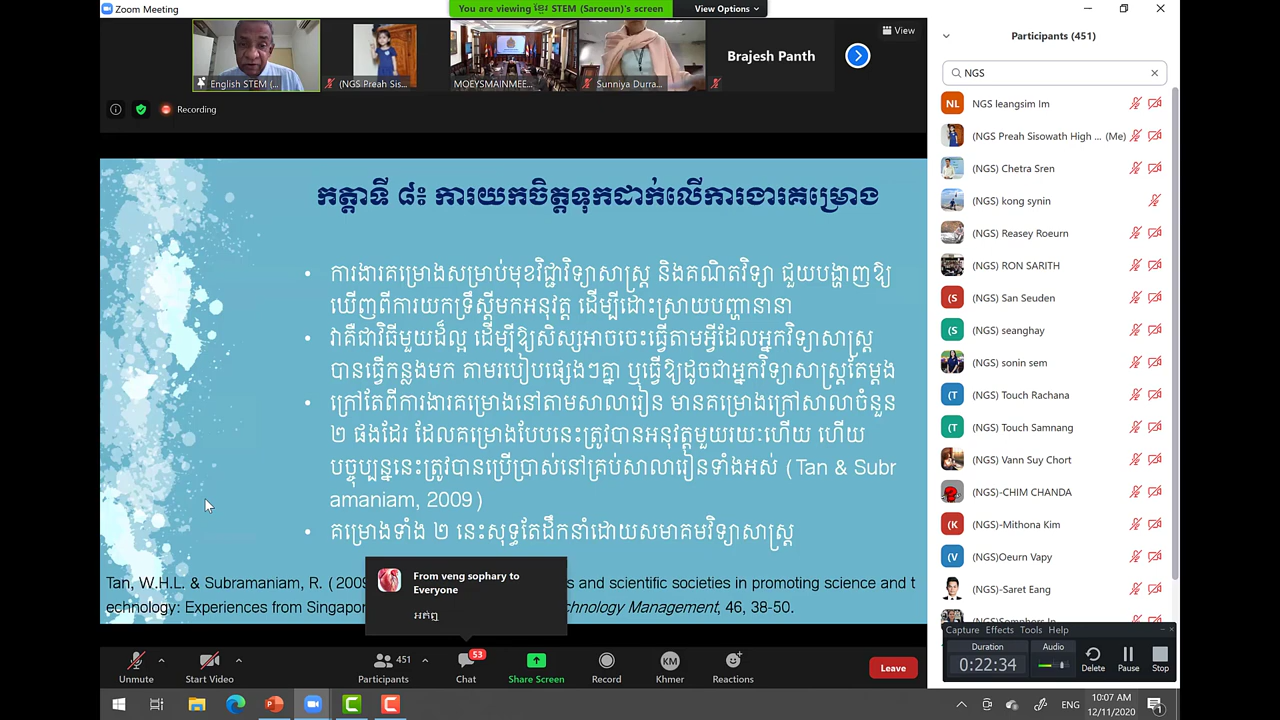 Zoom Meeting
You are viewing ខ្មែរ STEM (Saroeun)'s screen
View Options
View
English STEM (...
(NGS Preah Sis...
MOEYSMAINMEE...
Sunniya Durra...
Brajesh Panth
Recording
កត្តាទី ៨៖ ការយកចិត្តទុកដាក់លើការងារគម្រោង
• ការងារគម្រោងសម្រាប់មុខវិជ្ជាវិទ្យាសាស្ត្រ និងគណិតវិទ្យា ជួយបង្ហាញឱ្យ
ឃើញពីការយកទ្រឹស្តីមកអនុវត្ត ដើម្បីដោះស្រាយបញ្ហានានា
• វាគឺជាវិធីមួយដ៏ល្អ ដើម្បីឱ្យសិស្សអាចចេះធ្វើតាមអ្វីដែលអ្នកវិទ្យាសាស្ត្រ
បានធ្វើកន្លងមក តាមរបៀបផ្សេងៗគ្នា ឬធ្វើឱ្យដូចជាអ្នកវិទ្យាសាស្ត្រតែម្តង
• ក្រៅតែពីការងារគម្រោងនៅតាមសាលារៀន មានគម្រោងក្រៅសាលាចំនួន
២ ផងដែរ ដែលគម្រោងបែបនេះត្រូវបានអនុវត្តមួយរយៈហើយ ហើយ
បច្ចុប្បន្ននេះត្រូវបានប្រើប្រាស់នៅគ្រប់សាលារៀនទាំងអស់ (Tan & Subr
amaniam, 2009)
• គម្រោងទាំង ២ នេះសុទ្ធតែដឹកនាំដោយសមាគមវិទ្យាសាស្ត្រ
Tan, W.H.L. & Subramaniam, R. (2009 s and scientific societies in promoting science and t
echnology: Experiences from Singapor chnology Management, 46, 38-50.
From veng sophary to
Everyone
Unmute
Start Video
451
Participants
53
Chat
Share Screen
Record
KM
Khmer
Reactions
Leave
Participants (451)
NGS
NL NGS leangsim Im
(NGS Preah Sisowath High ... (Me)
(NGS) Chetra Sren
(NGS) kong synin
(NGS) Reasey Roeurn
(NGS) RON SARITH
(S (NGS) San Seuden
(S (NGS) seanghay
(NGS) sonin sem
(T (NGS) Touch Rachana
(T (NGS) Touch Samnang
(NGS) Vann Suy Chort
(NGS)-CHIM CHANDA
(K (NGS)-Mithona Kim
(V (NGS)Oeurn Vapy
(NGS)-Saret Eang
Capture Effects Tools Help
Duration
0:22:34
Audio
Delete
Pause
Stop
ENG
10:07 AM
12/11/2020
1